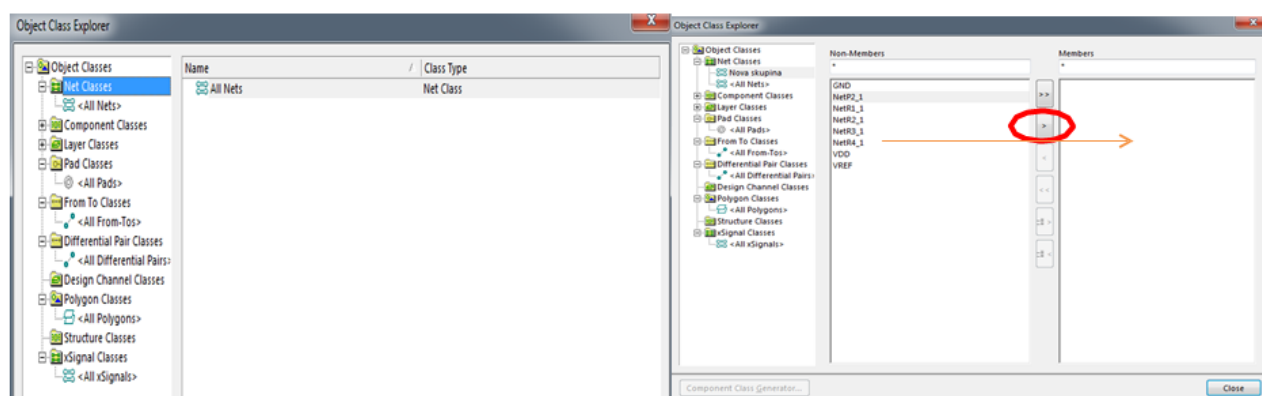 Object Class Explorer
X
Object Classes
Net Classes
<All Nets>
Component Classes
Layer Classes
Pad Classes
<All Pads>
From To Classes
<All From-Tos>
Differential Pair Classes
<All Differential Pairs>
Design Channel Classes
Polygon Classes
<All Polygons>
Structure Classes
xSignal Classes
<All xSignals>
Name / Class Type
All Nets Net Class
Object Class Explorer
Object Classes
Net Classes
Nova skupina
<All Nets>
Component Classes
Layer Classes
Pad Classes
<All Pads>
From To Classes
<All From-Tos>
Differential Pair Classes
<All Differential Pairs>
Design Channel Classes
Polygon Classes
<All Polygons>
Structure Classes
xSignal Classes
<All xSignals>
Non-Members
*
GND
NetP2_1
NetR1_1
NetR2_1
NetR3_1
NetR4_1
VDD
VREF
>>
>
<
<<
Members
*
Component Class Generator...
Close